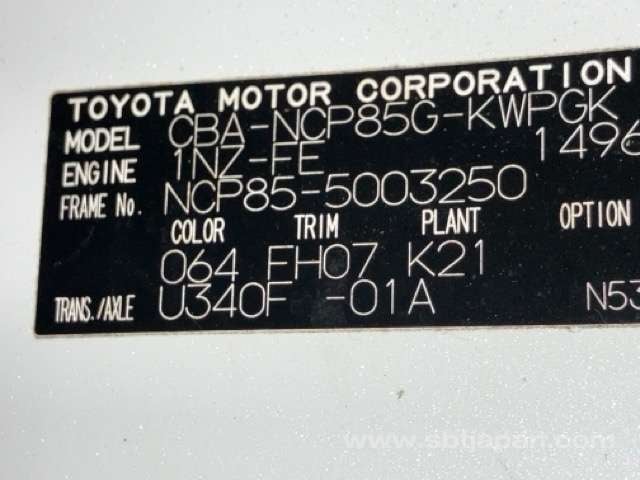 TOYOTA MOTOR CORPORATION
MODEL CBA-NCP85G-KWPGK
ENGINE 1NZ-FE 1496
FRAME No. NCP85-5003250
COLOR TRIM PLANT OPTION
064 FH07 K21
TRANS./AXLE U340F -01A N53
www.sbtjapan.com